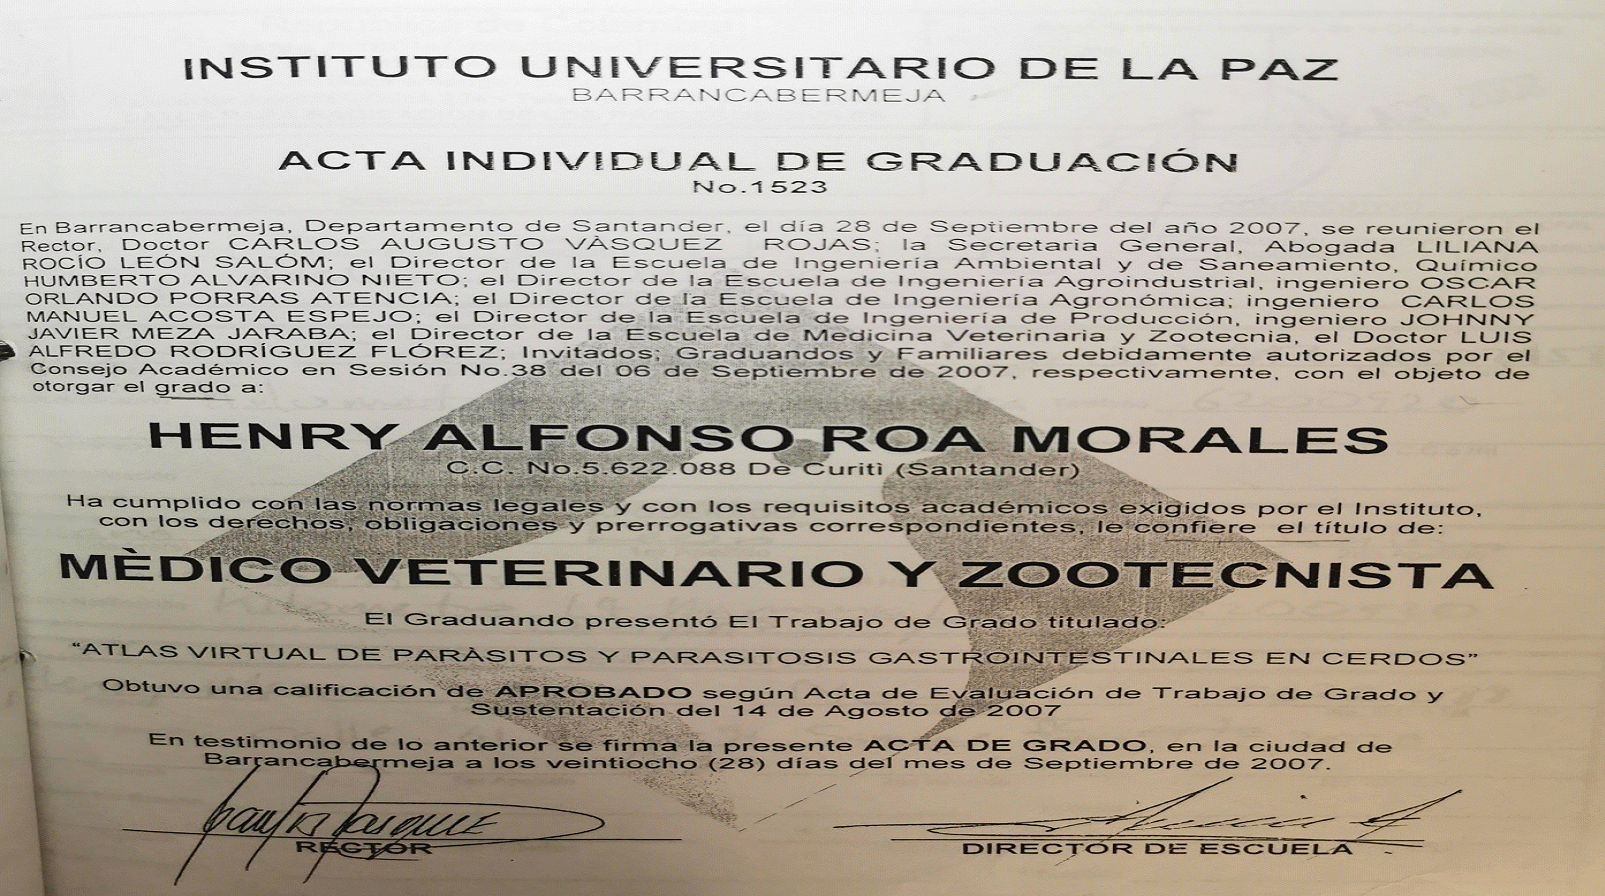 INSTITUTO UNIVERSITARIO DE LA PAZ
BARRANCABERMEJA
ACTA INDIVIDUAL DE GRADUACIÓN
No.1523
En Barrancabermeja, Departamento de Santander, el día 28 de Septiembre del año 2007, se reunieron el
Rector, Doctor CARLOS AUGUSTO VÀSQUEZ ROJAS; la Secretaria General, Abogada LILIANA
ROCÍO LEÓN SALÓM; el Director de la Escuela de Ingeniería Ambiental y de Saneamiento, Químico
HUMBERTO ALVARINO NIETO; el Director de la Escuela de Ingeniería Agroindustrial, ingeniero OSCAR
ORLANDO PORRAS ATENCIA; el Director de la Escuela de Ingeniería Agronómica; ingeniero CARLOS
MANUEL ACOSTA ESPEJO; el Director de la Escuela de Ingeniería de Producción, ingeniero JOHNNY
JAVIER MEZA JARABA; el Director de la Escuela de Medicina Veterinaria y Zootecnia, el Doctor LUIS
ALFREDO RODRÍGUEZ FLÓREZ; Invitados; Graduandos y Familiares debidamente autorizados por el
Consejo Académico en Sesión No.38 del 06 de Septiembre de 2007, respectivamente, con el objeto de
otorgar el grado a:
HENRY ALFONSO ROA MORALES
C.C. No.5.622.088 De Curitì (Santander)
Ha cumplido con las normas legales y con los requisitos académicos exigidos por el Instituto,
con los derechos, obligaciones y prerrogativas correspondientes, le confiere el título de:
MÈDICO VETERINARIO Y ZOOTECNISTA
El Graduando presentó El Trabajo de Grado titulado:
“ATLAS VIRTUAL DE PARÀSITOS Y PARASITOSIS GASTROINTESTINALES EN CERDOS”
Obtuvo una calificación de APROBADO según Acta de Evaluación de Trabajo de Grado y
Sustentación del 14 de Agosto de 2007
En testimonio de lo anterior se firma la presente ACTA DE GRADO, en la ciudad de
Barrancabermeja a los veintiocho (28) días del mes de Septiembre de 2007.
RECTOR
DIRECTOR DE ESCUELA